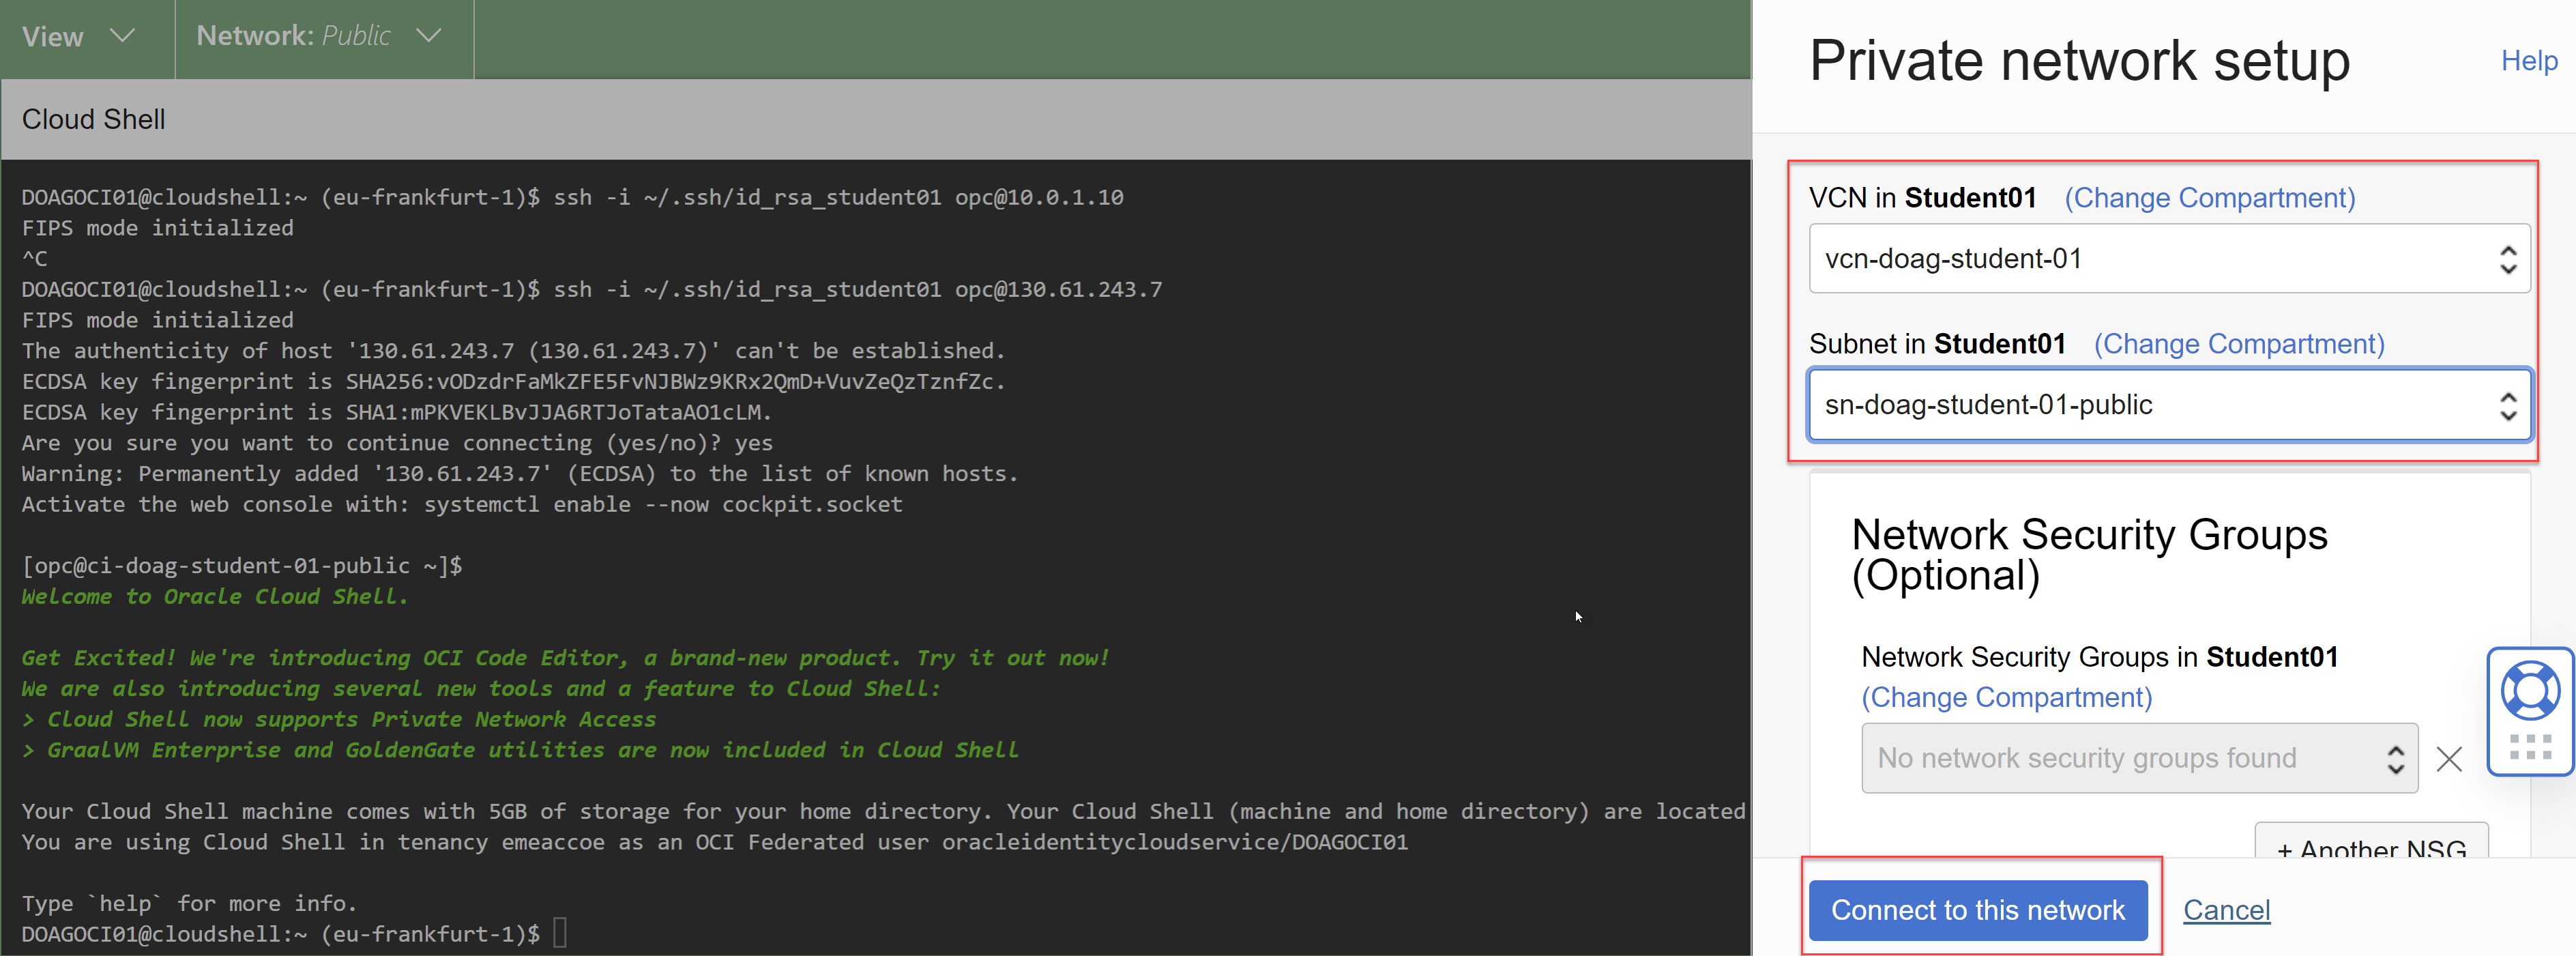 View
Network: Public
Cloud Shell
DOAGOCI01@cloudshell:~ (eu-frankfurt-1)$ ssh -i ~/.ssh/id_rsa_student01 opc@10.0.1.10
FIPS mode initialized
^C
DOAGOCI01@cloudshell:~ (eu-frankfurt-1)$ ssh -i ~/.ssh/id_rsa_student01 opc@130.61.243.7
FIPS mode initialized
The authenticity of host '130.61.243.7 (130.61.243.7)' can't be established.
ECDSA key fingerprint is SHA256:vODzdrFaMkZFE5FvNJBWz9KRx2QmD+VuvZeQzTznfZc.
ECDSA key fingerprint is SHA1:mPKVEKLBvJJA6RTJoTataAO1cLM.
Are you sure you want to continue connecting (yes/no)? yes
Warning: Permanently added '130.61.243.7' (ECDSA) to the list of known hosts.
Activate the web console with: systemctl enable --now cockpit.socket
[opc@ci-doag-student-01-public ~]$
Welcome to Oracle Cloud Shell.
Get Excited! We're introducing OCI Code Editor, a brand-new product. Try it out now!
We are also introducing several new tools and a feature to Cloud Shell:
> Cloud Shell now supports Private Network Access
> GraalVM Enterprise and GoldenGate utilities are now included in Cloud Shell
Your Cloud Shell machine comes with 5GB of storage for your home directory. Your Cloud Shell (machine and home directory) are located
You are using Cloud Shell in tenancy emeaccoe as an OCI Federated user oracleidentitycloudservice/DOAGOCI01
Type `help` for more info.
DOAGOCI01@cloudshell:~ (eu-frankfurt-1)$
Private network setup
Help
VCN in Student01 (Change Compartment)
vcn-doag-student-01
Subnet in Student01 (Change Compartment)
sn-doag-student-01-public
Network Security Groups
(Optional)
Network Security Groups in Student01
(Change Compartment)
No network security groups found
+ Another NSG
Connect to this network
Cancel